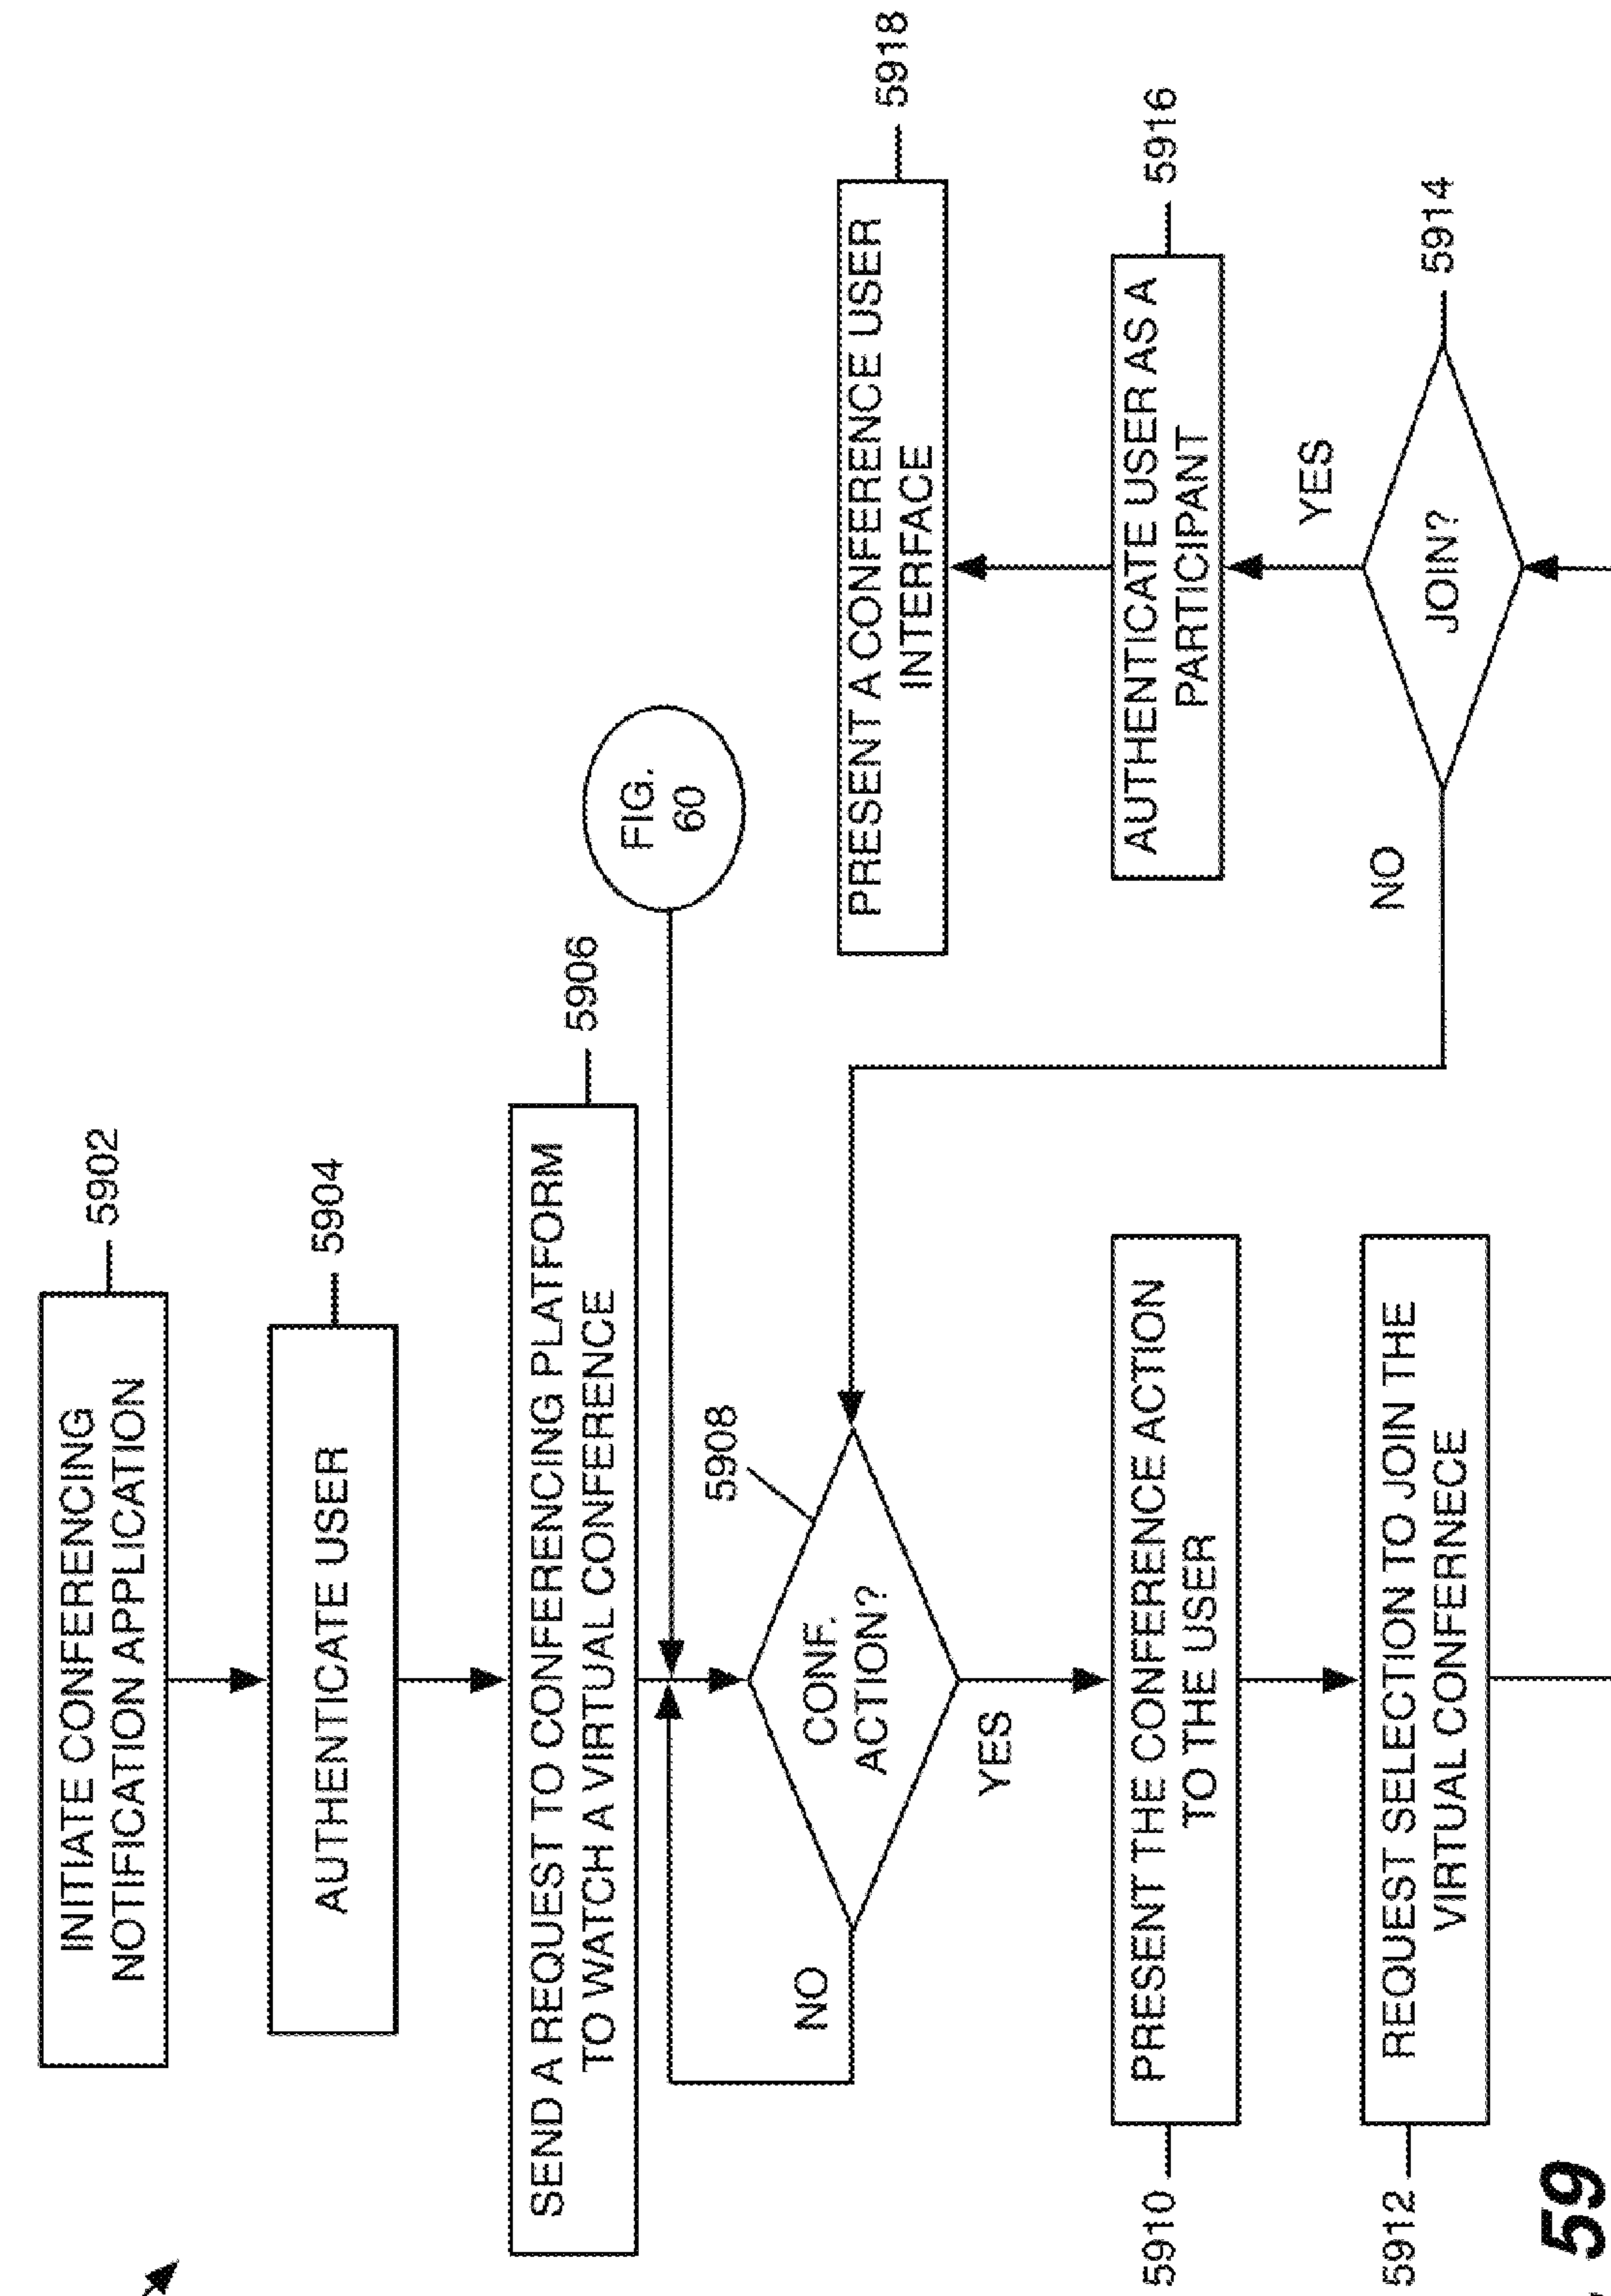 INITIATE CONFERENCING
NOTIFICATION APPLICATION
5902
AUTHENTICATE USER
5904
SEND A REQUEST TO CONFERENCING PLATFORM
TO WATCH A VIRTUAL CONFERENCE
5906
FIG.
60
5908
CONF.
ACTION?
NO
YES
PRESENT THE CONFERENCE ACTION
TO THE USER
5910
REQUEST SELECTION TO JOIN THE
VIRTUAL CONFERNECE
5912
JOIN?
5914
NO
YES
AUTHENTICATE USER AS A
PARTICIPANT
5916
PRESENT A CONFERENCE USER
INTERFACE
5918
59